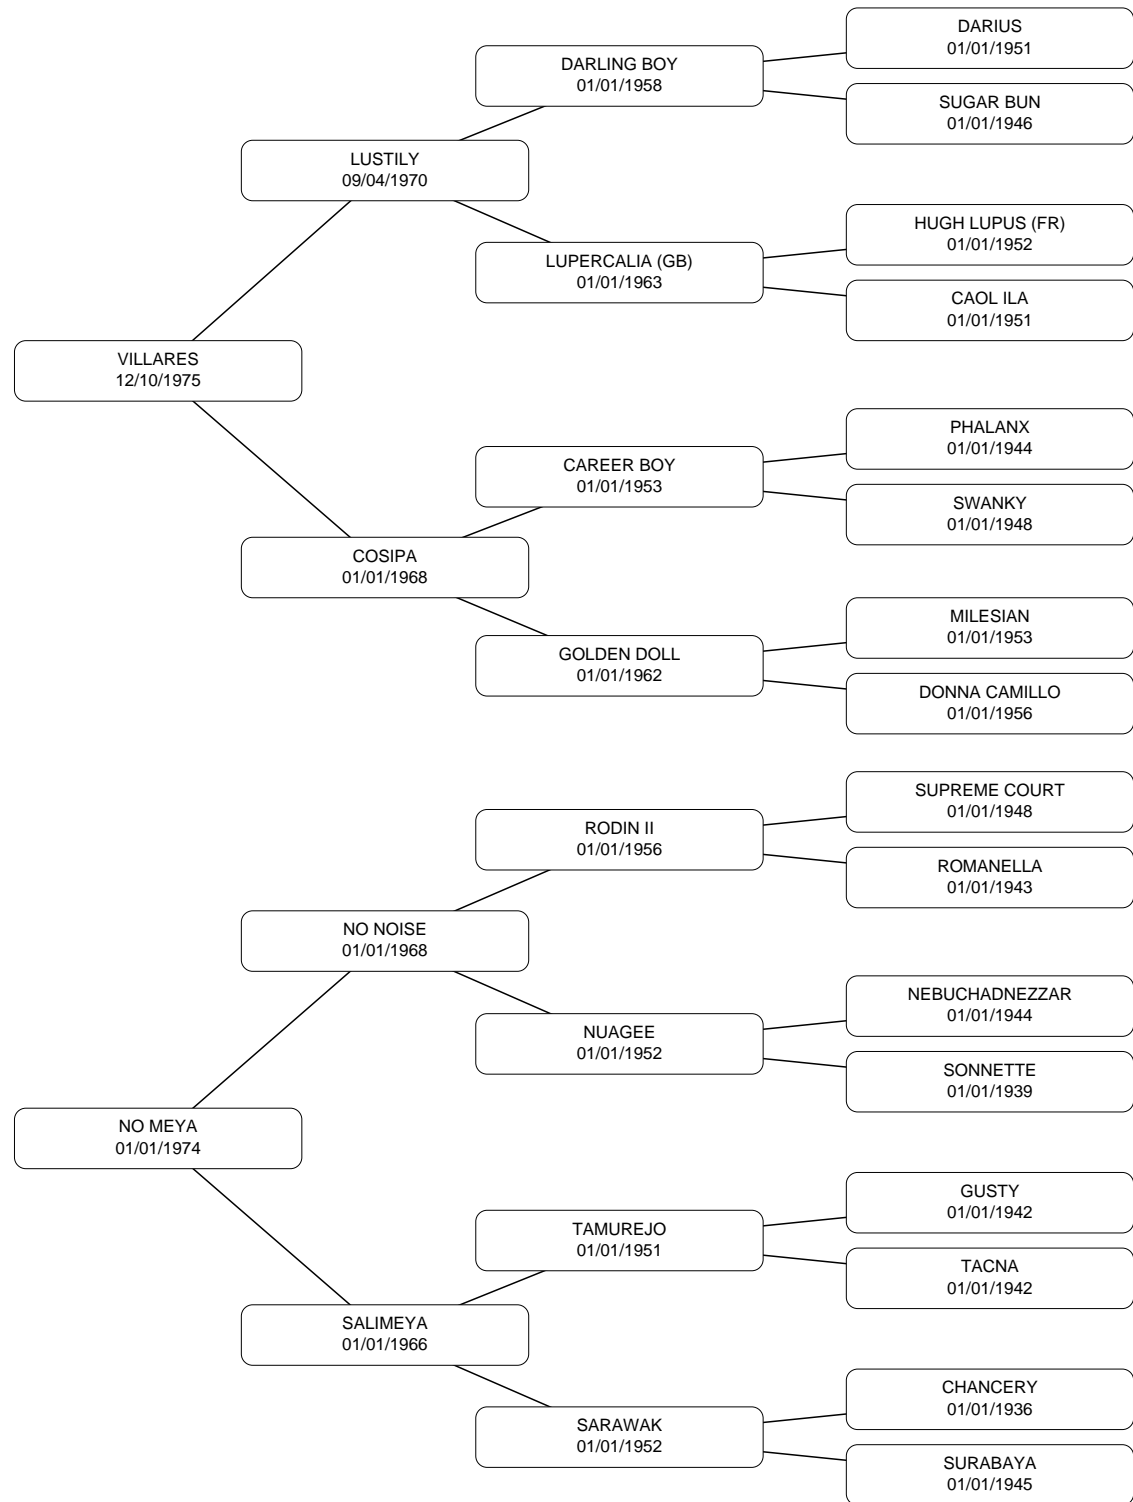 DARIUS
01/01/1951
DARLING BOY
01/01/1958
SUGAR BUN
01/01/1946
LUSTILY
09/04/1970
HUGH LUPUS (FR)
01/01/1952
LUPERCALIA (GB)
01/01/1963
CAOL ILA
01/01/1951
VILLARES
12/10/1975
PHALANX
01/01/1944
CAREER BOY
01/01/1953
SWANKY
01/01/1948
COSIPA
01/01/1968
MILESIAN
01/01/1953
GOLDEN DOLL
01/01/1962
DONNA CAMILLO
01/01/1956
SUPREME COURT
01/01/1948
RODIN II
01/01/1956
ROMANELLA
01/01/1943
NO NOISE
01/01/1968
NEBUCHADNEZZAR
01/01/1944
NUAGEE
01/01/1952
SONNETTE
01/01/1939
NO MEYA
01/01/1974
GUSTY
01/01/1942
TAMUREJO
01/01/1951
TACNA
01/01/1942
SALIMEYA
01/01/1966
CHANCERY
01/01/1936
SARAWAK
01/01/1952
SURABAYA
01/01/1945